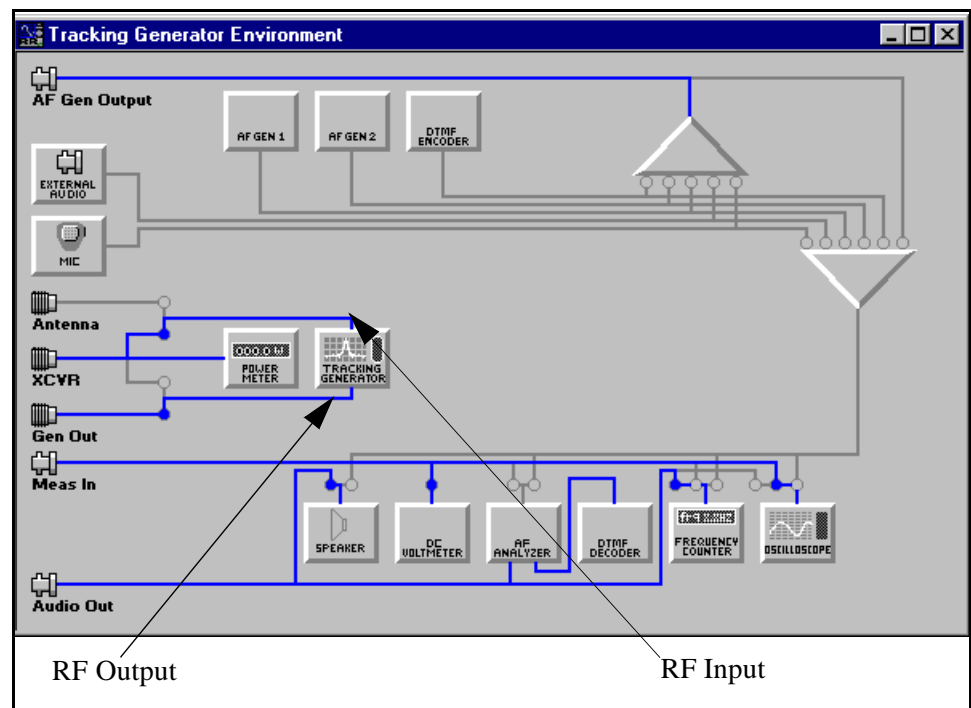 Tracking Generator Environment
AF Gen Output
AF GEN 1
AF GEN 2
DTMF
ENCODER
EXTERNAL
AUDIO
MIC
Antenna
XCVR
Gen Out
000.0 W
POWER
METER
TRACKING
GENERATOR
Meas In
SPEAKER
DC
VOLTMETER
AF
ANALYZER
DTMF
DECODER
FREQUENCY
COUNTER
OSCILLOSCOPE
Audio Out
RF Output
RF Input